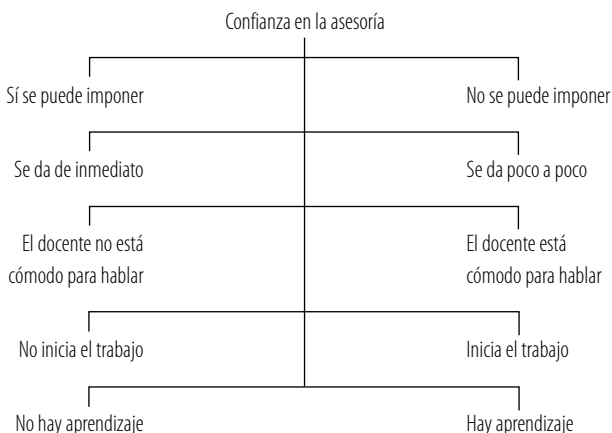 Confianza en la asesoría
Sí se puede imponer
No se puede imponer
Se da de inmediato
Se da poco a poco
El docente no está
cómodo para hablar
El docente está
cómodo para hablar
No inicia el trabajo
Inicia el trabajo
No hay aprendizaje
Hay aprendizaje